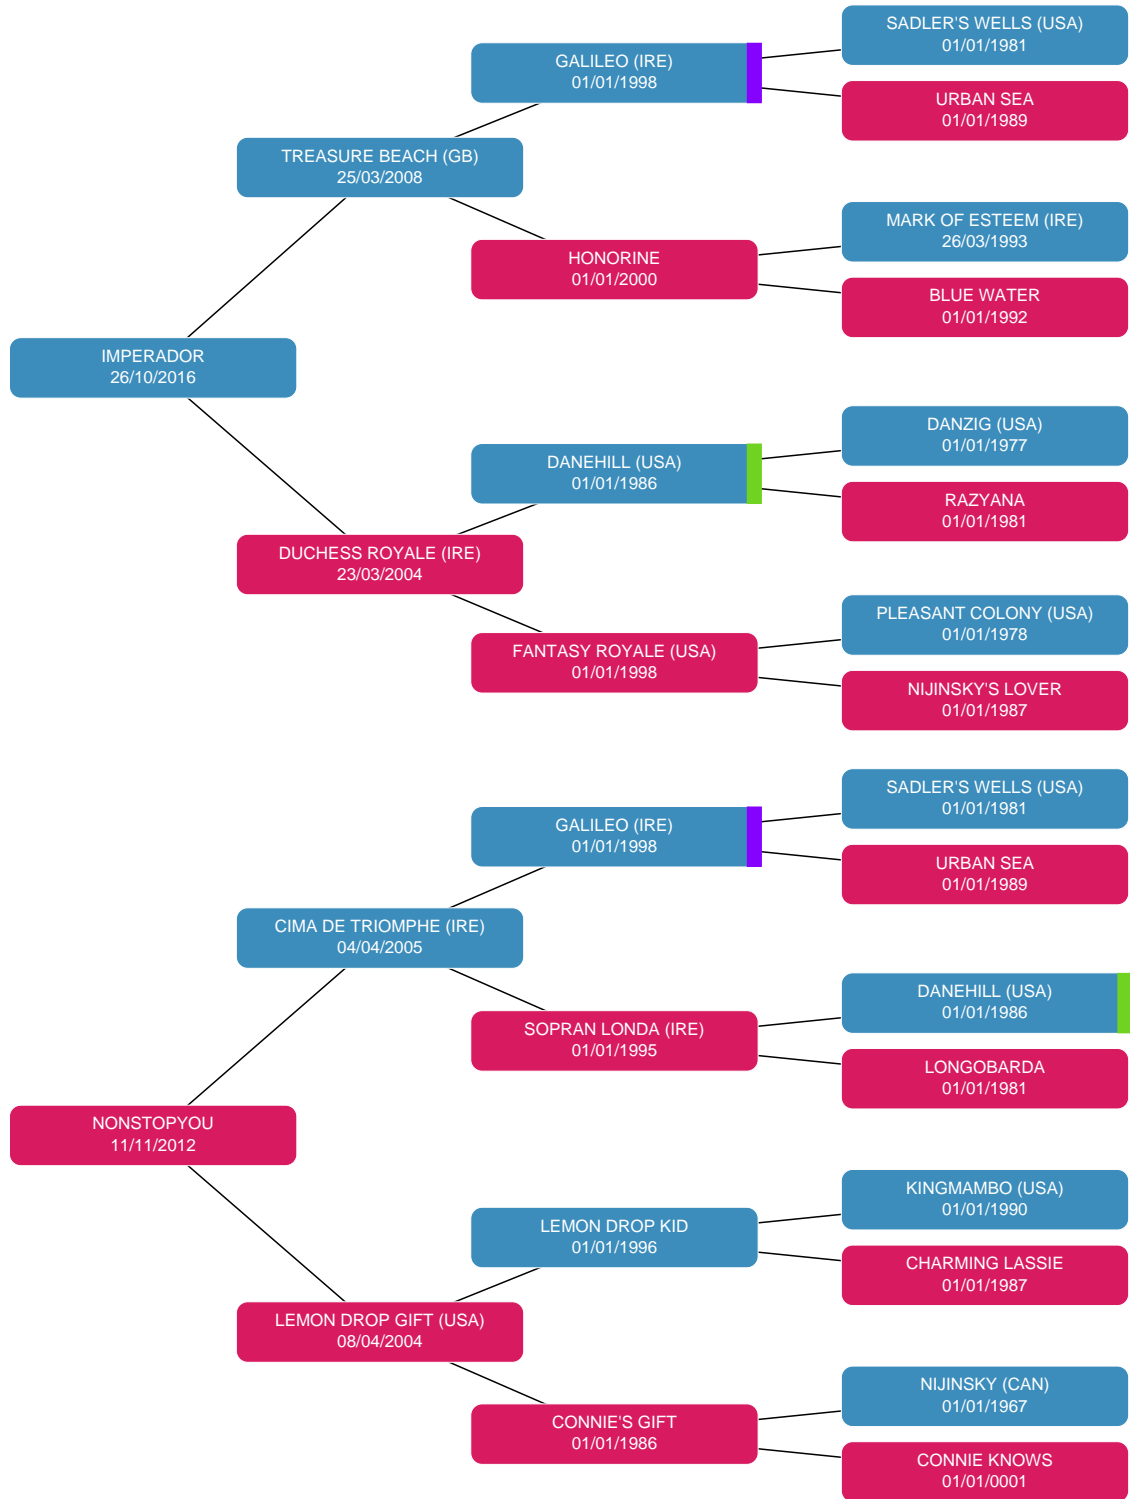 SADLER'S WELLS (USA)
01/01/1981
GALILEO (IRE)
01/01/1998
URBAN SEA
01/01/1989
TREASURE BEACH (GB)
25/03/2008
MARK OF ESTEEM (IRE)
26/03/1993
HONORINE
01/01/2000
BLUE WATER
01/01/1992
IMPERADOR
26/10/2016
DANZIG (USA)
01/01/1977
DANEHILL (USA)
01/01/1986
RAZYANA
01/01/1981
DUCHESS ROYALE (IRE)
23/03/2004
PLEASANT COLONY (USA)
01/01/1978
FANTASY ROYALE (USA)
01/01/1998
NIJINSKY'S LOVER
01/01/1987
SADLER'S WELLS (USA)
01/01/1981
GALILEO (IRE)
01/01/1998
URBAN SEA
01/01/1989
CIMA DE TRIOMPHE (IRE)
04/04/2005
DANEHILL (USA)
01/01/1986
SOPRAN LONDA (IRE)
01/01/1995
LONGOBARDA
01/01/1981
NONSTOPYOU
11/11/2012
KINGMAMBO (USA)
01/01/1990
LEMON DROP KID
01/01/1996
CHARMING LASSIE
01/01/1987
LEMON DROP GIFT (USA)
08/04/2004
NIJINSKY (CAN)
01/01/1967
CONNIE'S GIFT
01/01/1986
CONNIE KNOWS
01/01/0001